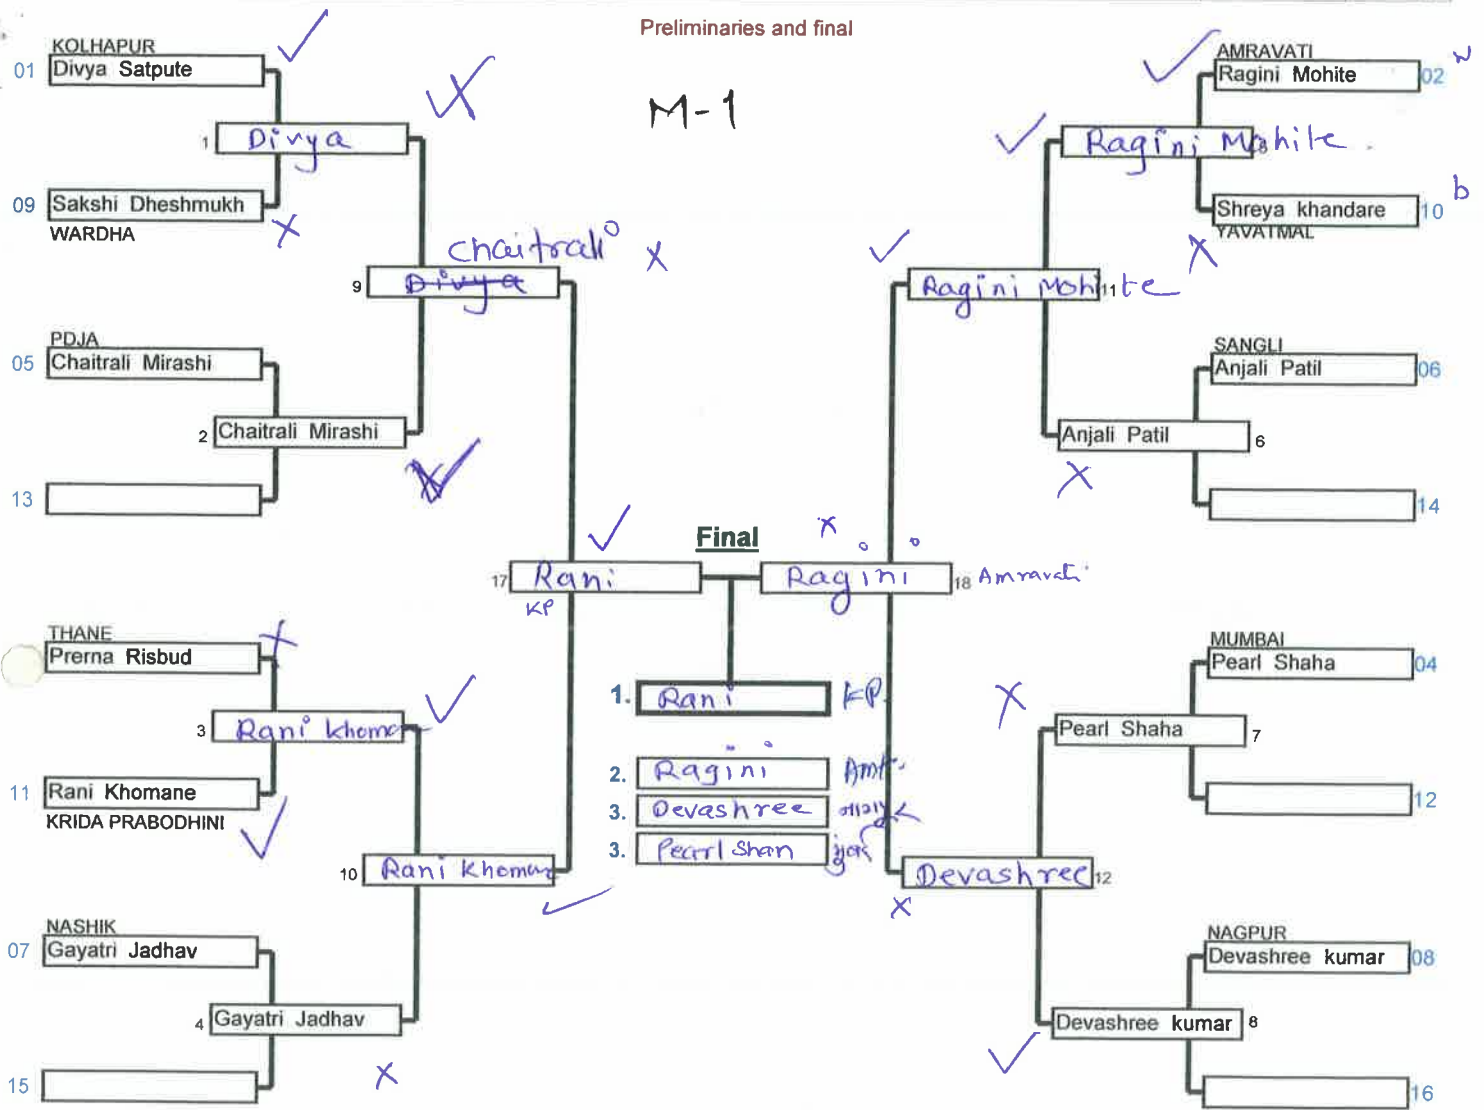 Preliminaries and final
M-1
KOLHAPUR
01 Divya Satpute
1 Divya
09 Sakshi Dheshmukh
WARDHA
chaitrali
9 Divya
PDJA
05 Chaitrali Mirashi
2 Chaitrali Mirashi
13
17 Rani
KP
THANE
Prerna Risbud
3 Rani Khomane
11 Rani Khomane
KRIDA PRABODHINI
10 Rani Khomane
NASHIK
07 Gayatri Jadhav
4 Gayatri Jadhav
15
Final
1. Rani KP.
2. Ragini Amt.
3. Devashree
3. Pearl Shah
AMRAVATI
Ragini Mohite 02 w
Ragini Mohite
Shreya khandare 10 b
YAVATMAL
Ragini Mohite 11
SANGLI
Anjali Patil 06
Anjali Patil 6
14
Ragini 18 Amravati
MUMBAI
Pearl Shaha 04
Pearl Shaha 7
12
Devashree 12
NAGPUR
Devashree kumar 08
Devashree kumar 8
16